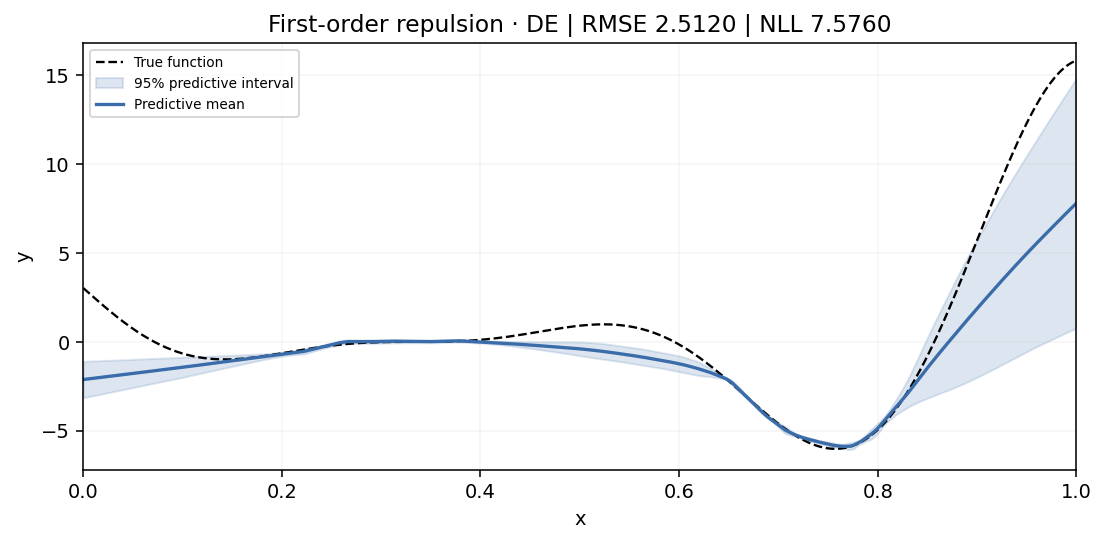 First-order repulsion · DE | RMSE 2.5120 | NLL 7.5760
True function
95% predictive interval
Predictive mean
15
10
5
0
−5
y
0.0 0.2 0.4 0.6 0.8 1.0
x